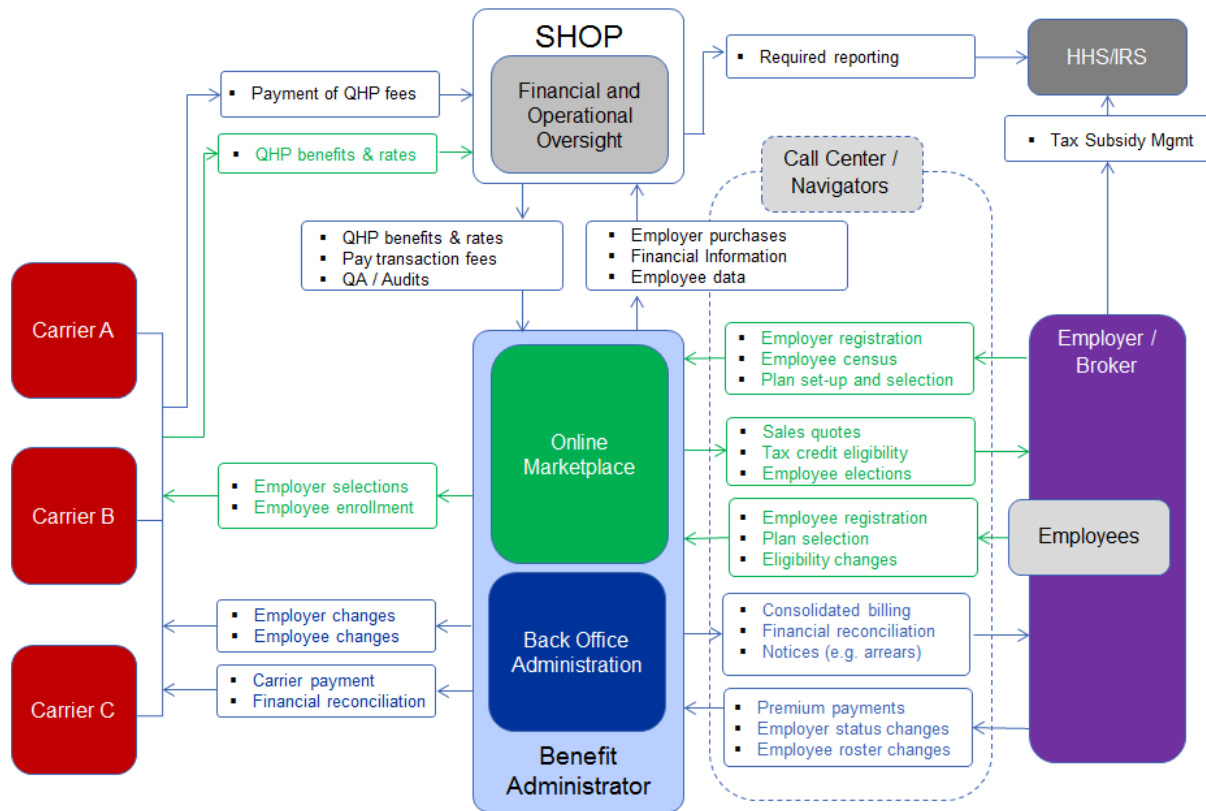 SHOP
Financial and
Operational
Oversight
▪ Payment of QHP fees
▪ QHP benefits & rates
▪ Required reporting
HHS/IRS
▪ Tax Subsidy Mgmt
Call Center /
Navigators
▪ QHP benefits & rates
▪ Pay transaction fees
▪ QA / Audits
▪ Employer purchases
▪ Financial Information
▪ Employee data
Carrier A
Carrier B
Carrier C
Online
Marketplace
Back Office
Administration
Benefit
Administrator
▪ Employer selections
▪ Employee enrollment
▪ Employer changes
▪ Employee changes
▪ Carrier payment
▪ Financial reconciliation
▪ Employer registration
▪ Employee census
▪ Plan set-up and selection
▪ Sales quotes
▪ Tax credit eligibility
▪ Employee elections
▪ Employee registration
▪ Plan selection
▪ Eligibility changes
▪ Consolidated billing
▪ Financial reconciliation
▪ Notices (e.g. arrears)
▪ Premium payments
▪ Employer status changes
▪ Employee roster changes
Employer /
Broker
Employees